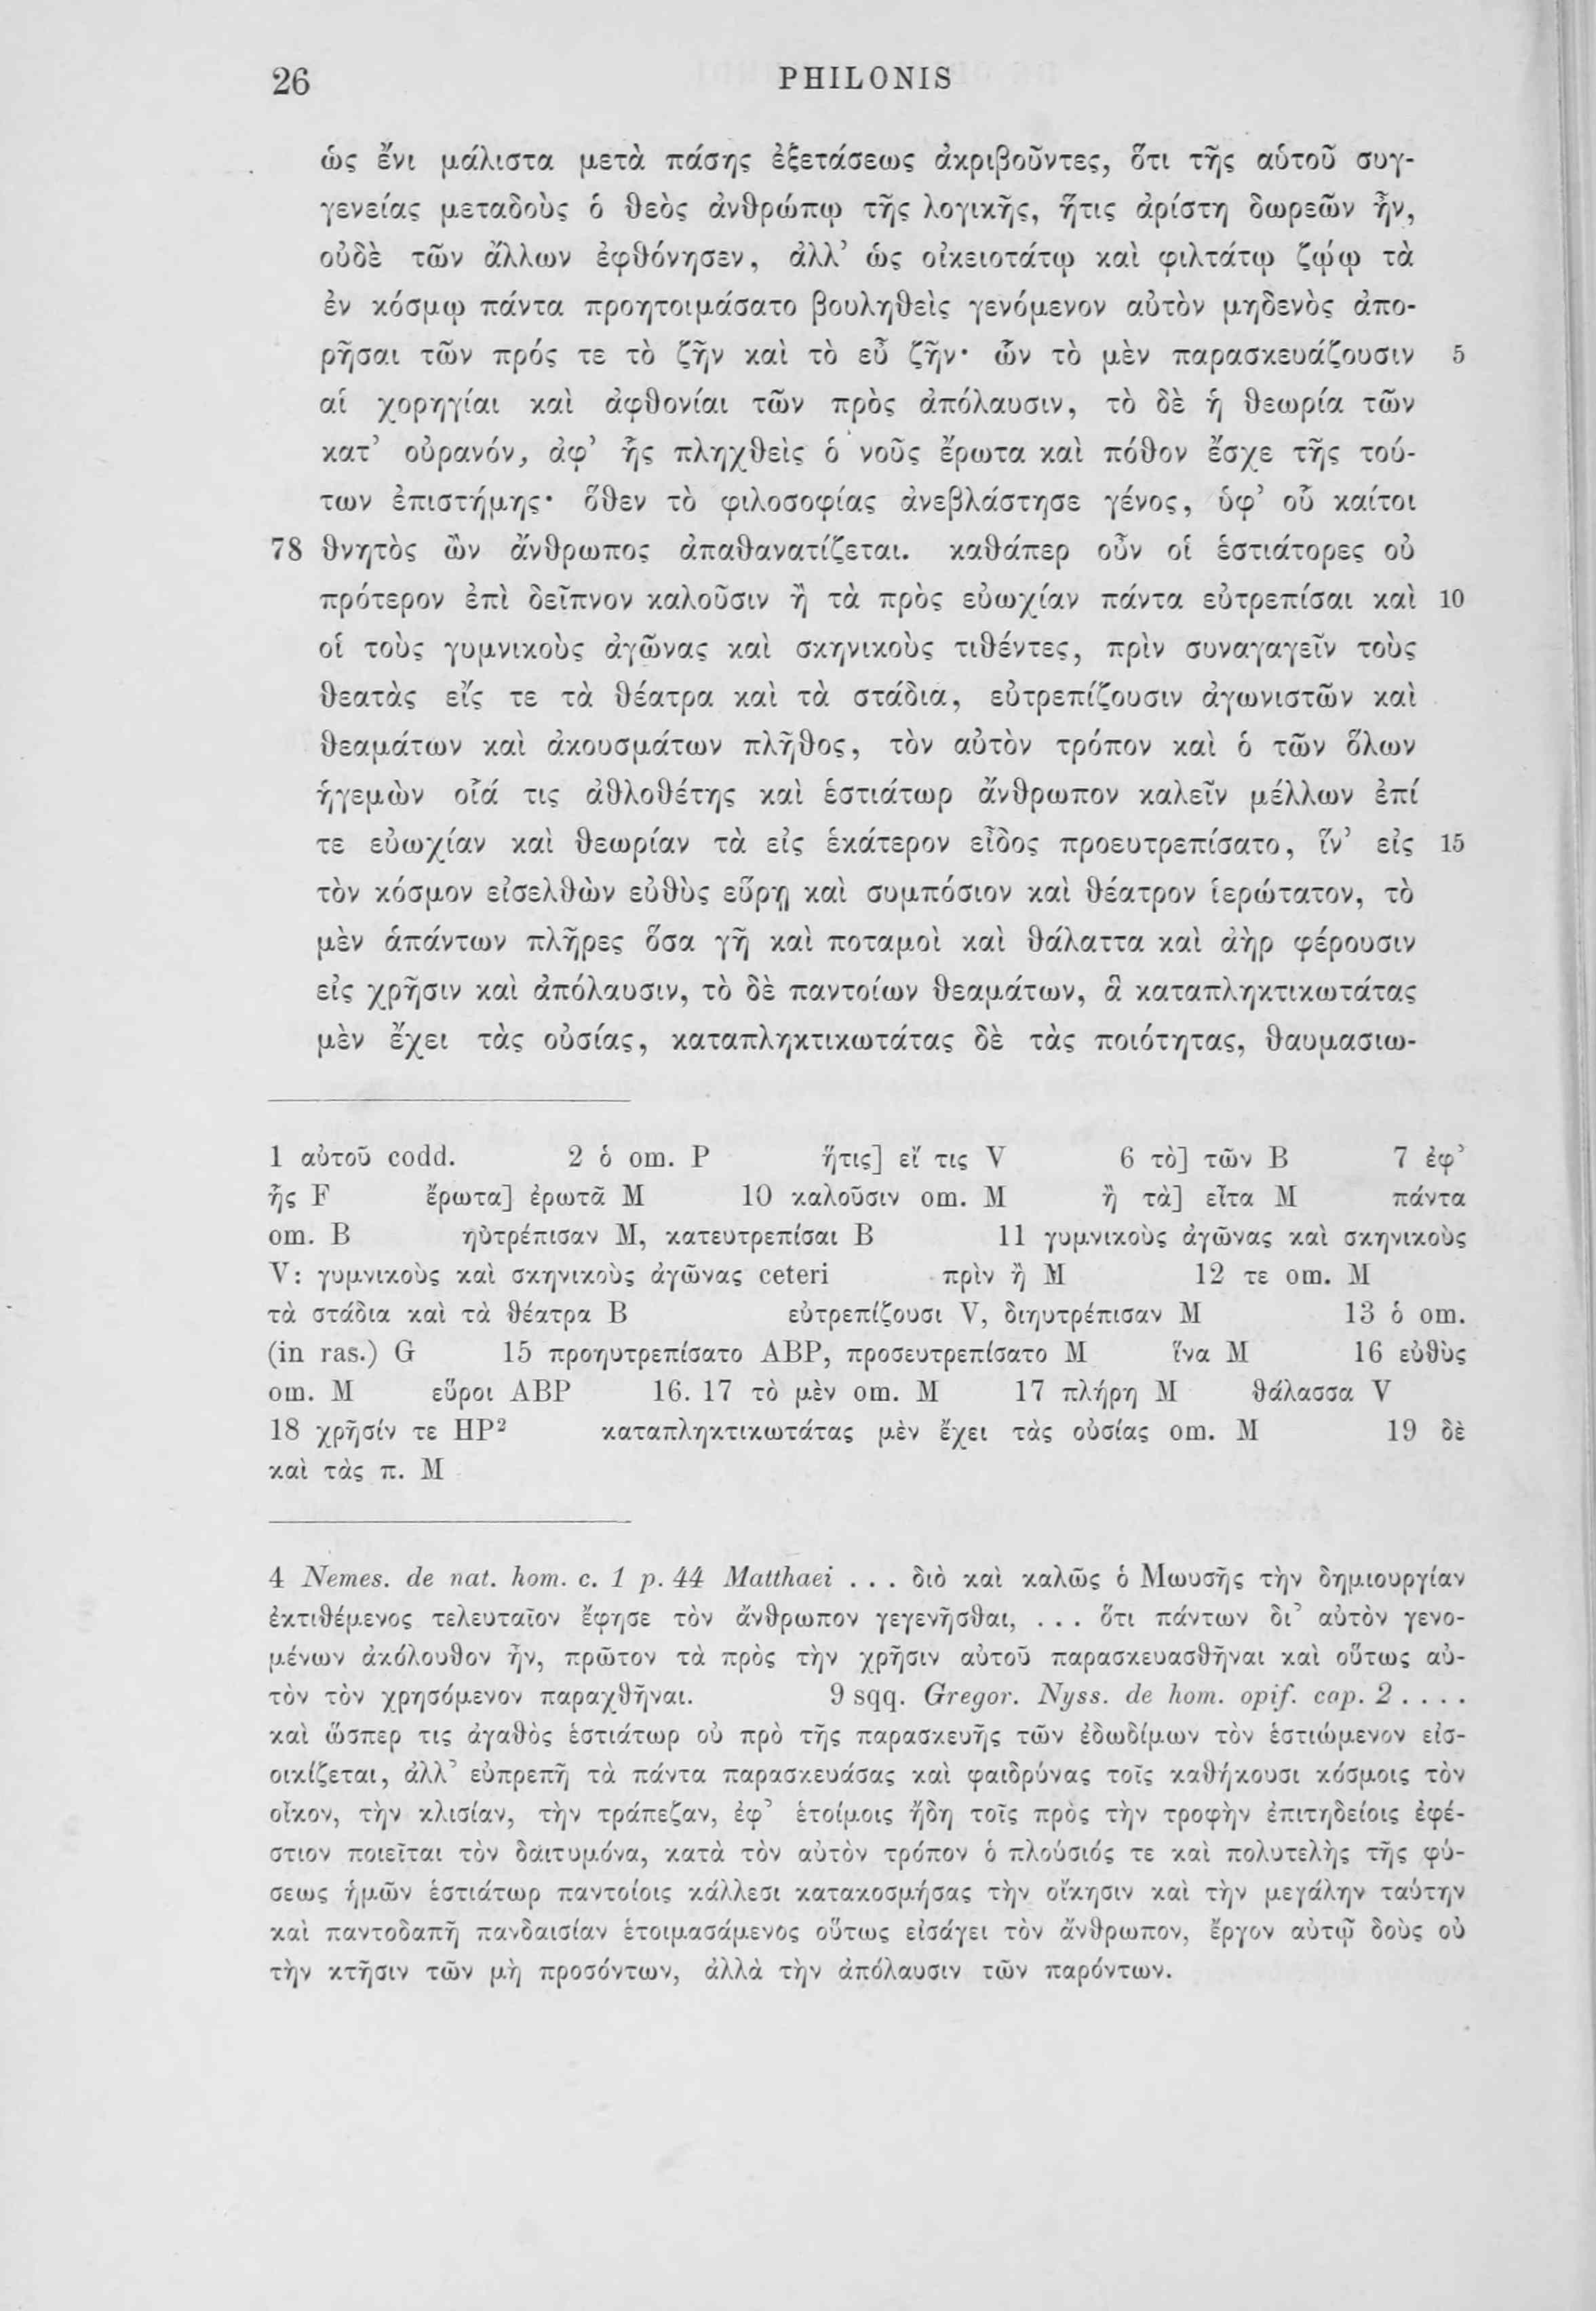 26 PHILONIS
ὡς ἔνι μάλιστα μετὰ πάσης ἐξετάσεως ἀκριβοῦντες, ὅτι τῆς αὑτοῦ συγ-
γενείας μεταδοὺς ὁ θεὸς ἀνθρώπῳ τῆς λογικῆς, ἥτις ἀρίστη δωρεῶν ἦν,
οὐδὲ τῶν ἄλλων ἐφθόνησεν, ἀλλ’ ὡς οἰκειοτάτῳ καὶ φιλτάτῳ ζῴῳ τὰ
ἐν κόσμῳ πάντα προητοιμάσατο βουληθεὶς γενόμενον αὐτὸν μηδενὸς ἀπο-
ρῆσαι τῶν πρός τε τὸ ζῆν καὶ τὸ εὖ ζῆν· ὧν τὸ μὲν παρασκευάζουσιν 5
αἱ χορηγίαι καὶ ἀφθονίαι τῶν πρὸς ἀπόλαυσιν, τὸ δὲ ἡ θεωρία τῶν
κατ’ οὐρανόν, ἀφ’ ἧς πληχθεὶς ὁ νοῦς ἔρωτα καὶ πόθον ἔσχε τῆς τού-
των ἐπιστήμης· ὅθεν τὸ φιλοσοφίας ἀνεβλάστησε γένος, ὑφ’ οὗ καίτοι
78 θνητὸς ὢν ἄνθρωπος ἀπαθανατίζεται. καθάπερ οὖν οἱ ἑστιάτορες οὐ
πρότερον ἐπὶ δεῖπνον καλοῦσιν ἢ τὰ πρὸς εὐωχίαν πάντα εὐτρεπίσαι καὶ 10
οἱ τοὺς γυμνικοὺς ἀγῶνας καὶ σκηνικοὺς τιθέντες, πρὶν συναγαγεῖν τοὺς
θεατὰς εἴς τε τὰ θέατρα καὶ τὰ στάδια, εὐτρεπίζουσιν ἀγωνιστῶν καὶ
θεαμάτων καὶ ἀκουσμάτων πλῆθος, τὸν αὐτὸν τρόπον καὶ ὁ τῶν ὅλων
ἡγεμὼν οἷά τις ἀθλοθέτης καὶ ἑστιάτωρ ἄνθρωπον καλεῖν μέλλων ἐπί
τε εὐωχίαν καὶ θεωρίαν τὰ εἰς ἑκάτερον εἶδος προευτρεπίσατο, ἵν’ εἰς 15
τὸν κόσμον εἰσελθὼν εὐθὺς εὕρῃ καὶ συμπόσιον καὶ θέατρον ἱερώτατον, τὸ
μὲν ἁπάντων πλῆρες ὅσα γῆ καὶ ποταμοὶ καὶ θάλαττα καὶ ἀὴρ φέρουσιν
εἰς χρῆσιν καὶ ἀπόλαυσιν, τὸ δὲ παντοίων θεαμάτων, ἃ καταπληκτικωτάτας
μὲν ἔχει τὰς οὐσίας, καταπληκτικωτάτας δὲ τὰς ποιότητας, θαυμασιω-
1 αὐτοῦ codd. 2 ὁ om. P ἥτις] εἴ τις V 6 τὸ] τῶν B 7 ἐφ’
ἧς F ἔρωτα] ἐρωτᾶ M 10 καλοῦσιν om. M ἢ τὰ] εἶτα M πάντα
om. B ηὐτρέπισαν M, κατευτρεπίσαι B 11 γυμνικοὺς ἀγῶνας καὶ σκηνικοὺς
V: γυμνικοὺς καὶ σκηνικοὺς ἀγῶνας ceteri πρὶν ἢ M 12 τε om. M
τὰ στάδια καὶ τὰ θέατρα B εὐτρεπίζουσι V, διηυτρέπισαν M 13 ὁ om.
(in ras.) G 15 προηυτρεπίσατο ABP, προσευτρεπίσατο M ἵνα M 16 εὐθὺς
om. M εὕροι ABP 16. 17 τὸ μὲν om. M 17 πλήρη M θάλασσα V
18 χρῆσίν τε HP² καταπληκτικωτάτας μὲν ἔχει τὰς οὐσίας om. M 19 δὲ
καὶ τὰς π. M
4 Nemes. de nat. hom. c. 1 p. 44 Matthaei . . . διὸ καὶ καλῶς ὁ Μωυσῆς τὴν δημιουργίαν
ἐκτιθέμενος τελευταῖον ἔφησε τὸν ἄνθρωπον γεγενῆσθαι, . . . ὅτι πάντων δι’ αὐτὸν γενο-
μένων ἀκόλουθον ἦν, πρῶτον τὰ πρὸς τὴν χρῆσιν αὐτοῦ παρασκευασθῆναι καὶ οὕτως αὐ-
τὸν τὸν χρησόμενον παραχθῆναι. 9 sqq. Gregor. Nyss. de hom. opif. cap. 2 . . . .
καὶ ὥσπερ τις ἀγαθὸς ἑστιάτωρ οὐ πρὸ τῆς παρασκευῆς τῶν ἐδωδίμων τὸν ἑστιώμενον εἰσ-
οικίζεται, ἀλλ’ εὐπρεπῆ τὰ πάντα παρασκευάσας καὶ φαιδρύνας τοῖς καθήκουσι κόσμοις τὸν
οἶκον, τὴν κλισίαν, τὴν τράπεζαν, ἐφ’ ἑτοίμοις ἤδη τοῖς πρὸς τὴν τροφὴν ἐπιτηδείοις ἐφέ-
στιον ποιεῖται τὸν δαιτυμόνα, κατὰ τὸν αὐτὸν τρόπον ὁ πλούσιός τε καὶ πολυτελὴς τῆς φύ-
σεως ἡμῶν ἑστιάτωρ παντοίοις κάλλεσι κατακοσμήσας τὴν οἴκησιν καὶ τὴν μεγάλην ταύτην
καὶ παντοδαπῆ πανδαισίαν ἑτοιμασάμενος οὕτως εἰσάγει τὸν ἄνθρωπον, ἔργον αὐτῷ δοὺς οὐ
τὴν κτῆσιν τῶν μὴ προσόντων, ἀλλὰ τὴν ἀπόλαυσιν τῶν παρόντων.